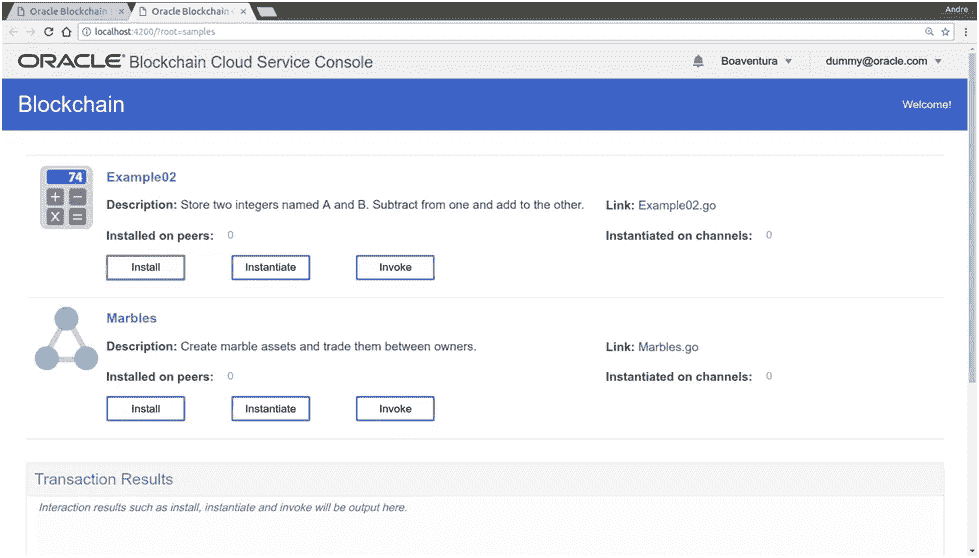 Oracle Blockchain
Oracle Blockchain
Andre
localhost:4200/?root=samples
ORACLE Blockchain Cloud Service Console
Boaventura
dummy@oracle.com
Blockchain
Welcome!
74
Example02
Description: Store two integers named A and B. Subtract from one and add to the other.
Link: Example02.go
Installed on peers: 0
Instantiated on channels: 0
Install
Instantiate
Invoke
Marbles
Description: Create marble assets and trade them between owners.
Link: Marbles.go
Installed on peers: 0
Instantiated on channels: 0
Install
Instantiate
Invoke
Transaction Results
Interaction results such as install, instantiate and invoke will be output here.